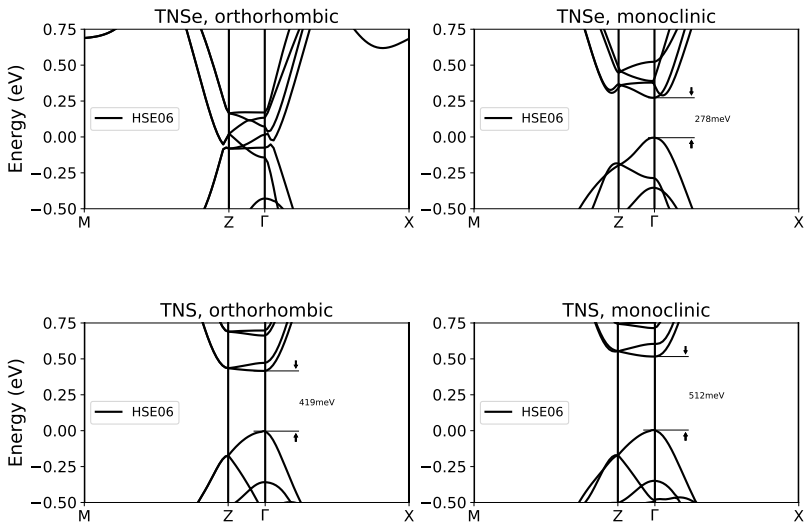 TNSe, orthorhombic
0.75
0.50
0.25
0.00
−0.25
−0.50
Energy (eV)
HSE06
M Z Γ X
TNSe, monoclinic
0.75
0.50
0.25
0.00
−0.25
−0.50
HSE06
278meV
M Z Γ X
TNS, orthorhombic
0.75
0.50
0.25
0.00
−0.25
−0.50
Energy (eV)
HSE06
419meV
M Z Γ X
TNS, monoclinic
0.75
0.50
0.25
0.00
−0.25
−0.50
HSE06
512meV
M Z Γ X